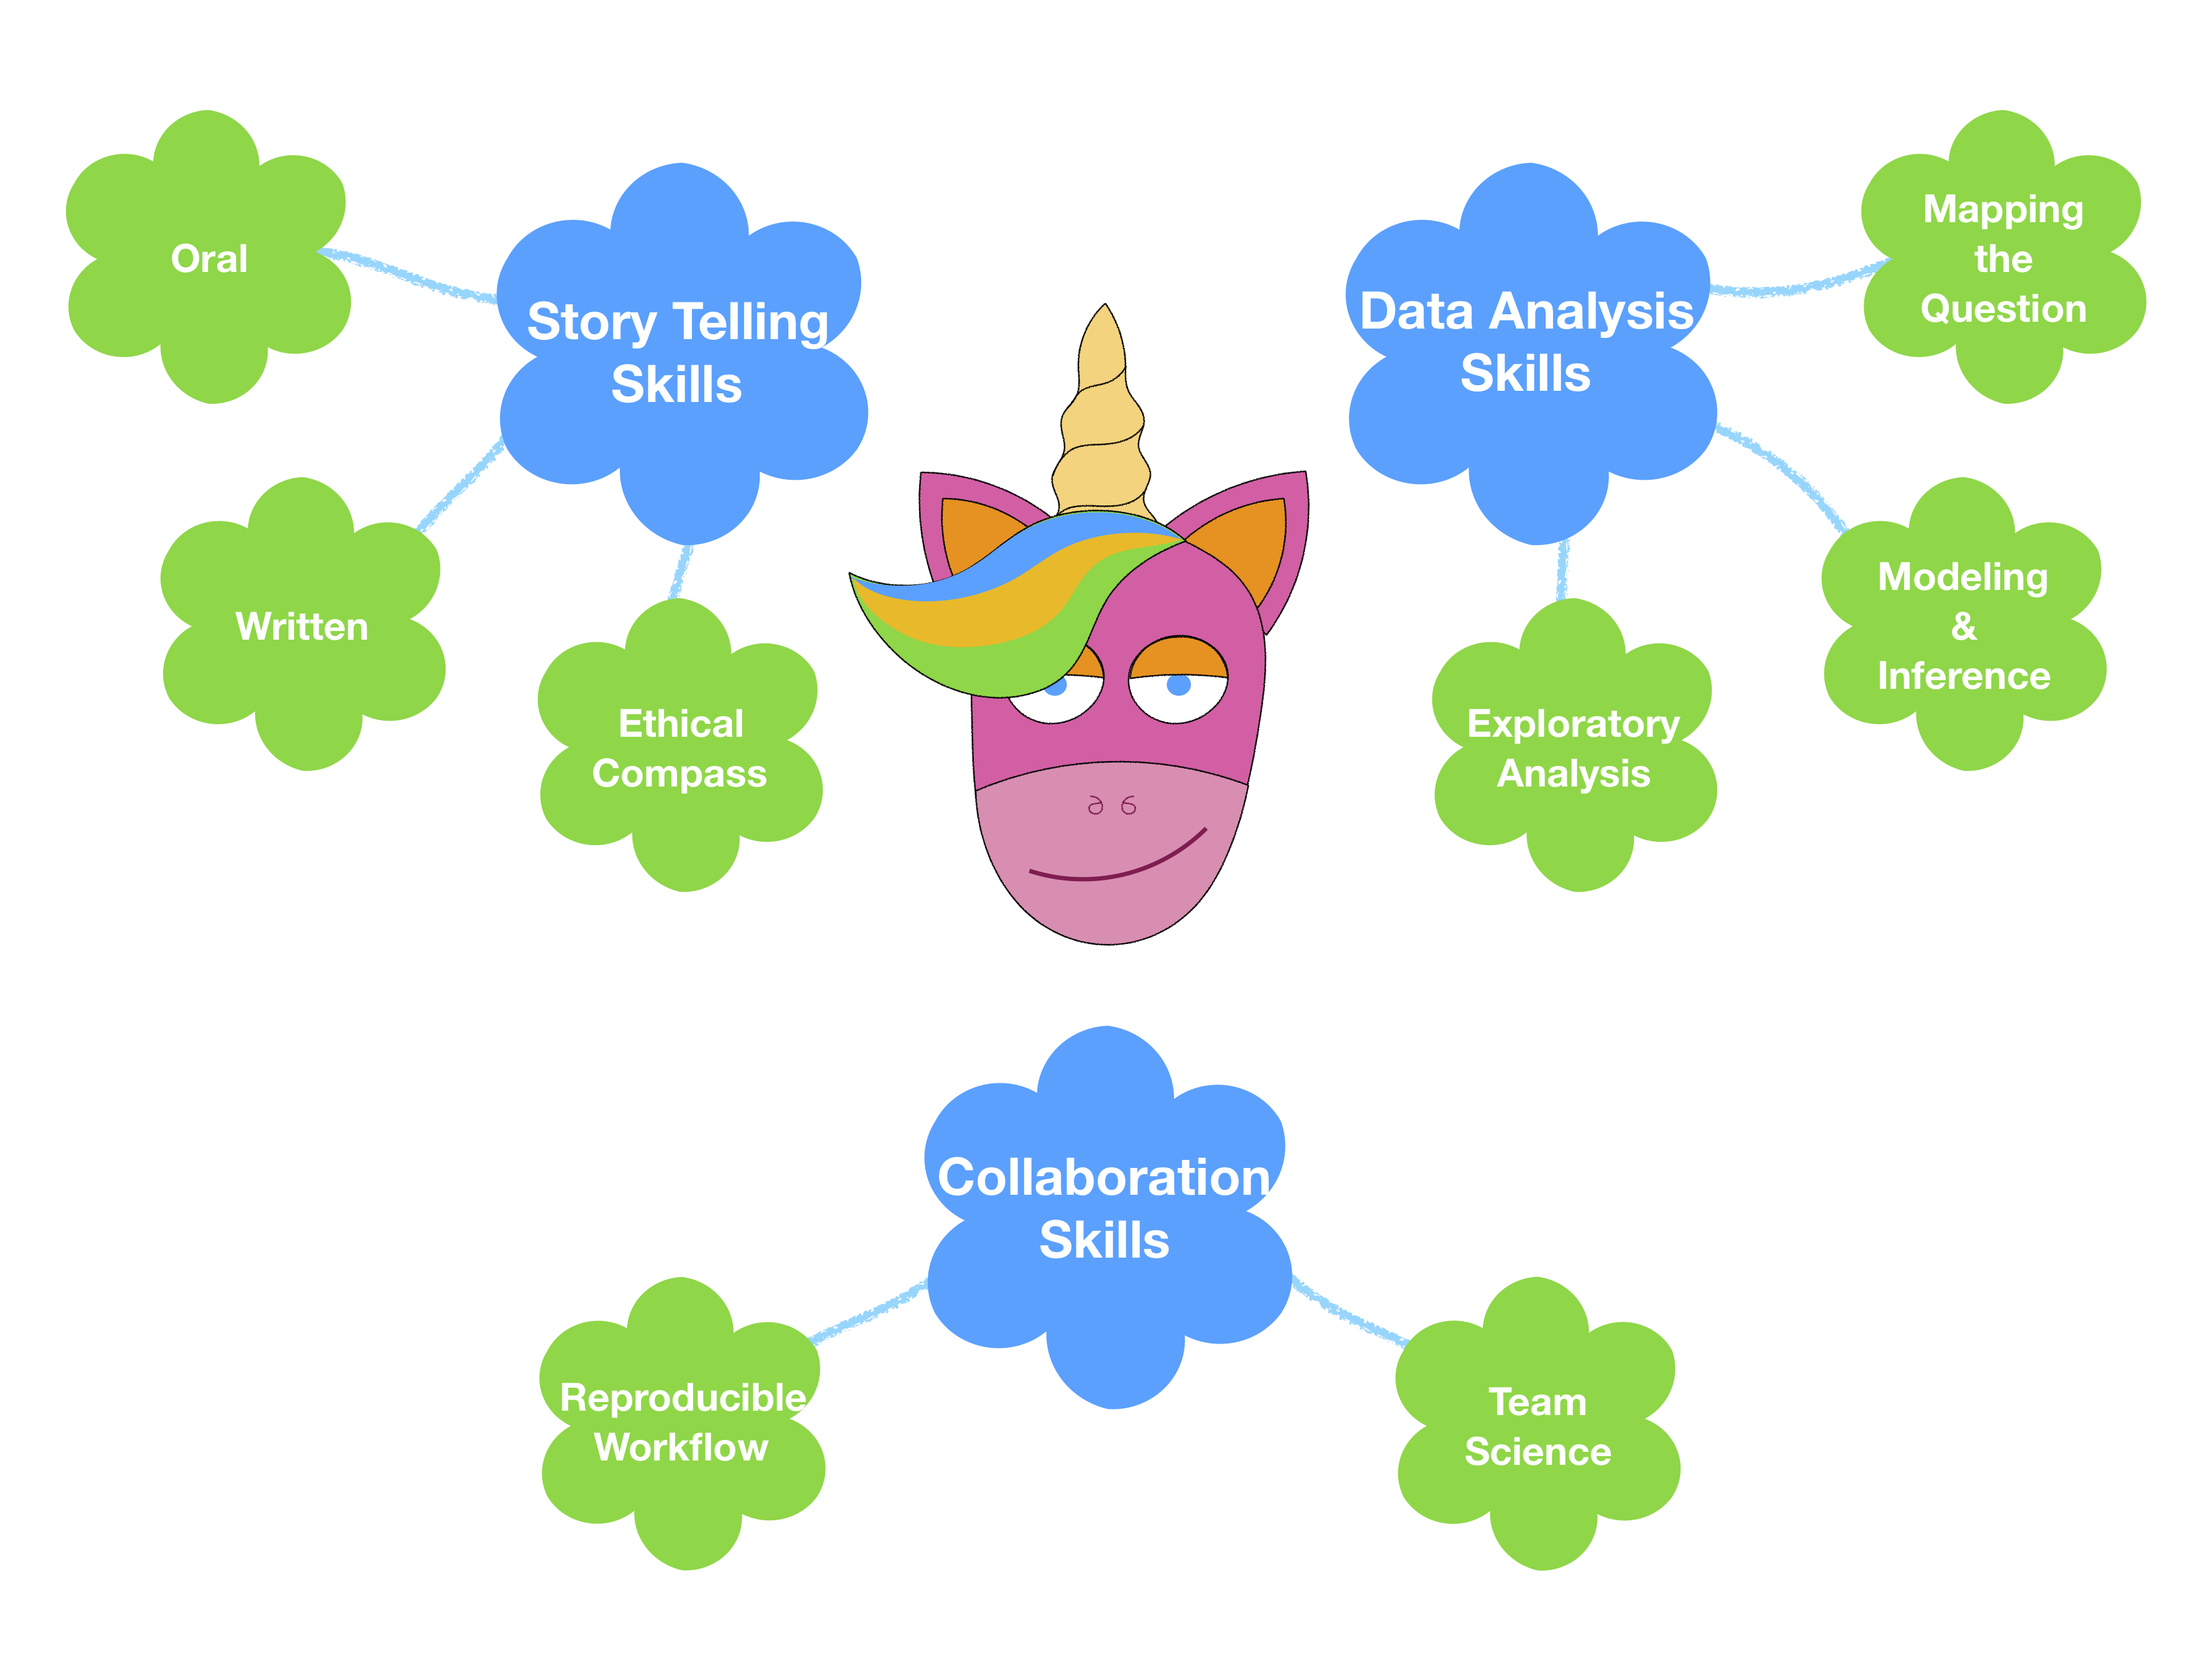 Oral
Story Telling
Skills
Written
Ethical
Compass
Data Analysis
Skills
Mapping
the
Question
Modeling
&
Inference
Exploratory
Analysis
Collaboration
Skills
Reproducible
Workflow
Team
Science